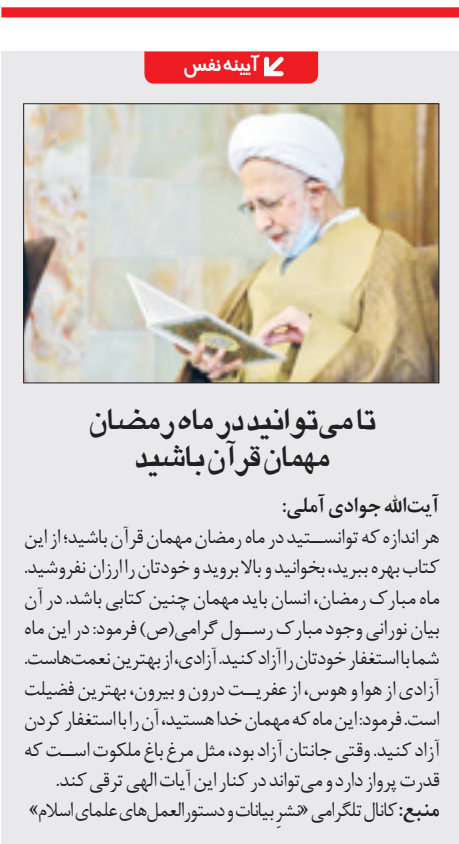 آیینه نفس
تا می‌توانید در ماه رمضان
مهمان قرآن باشید
آیت‌الله جوادی آملی:
هر اندازه که توانســتید در ماه رمضان مهمان قرآن باشید؛ از این
کتاب بهره ببرید، بخوانید و بالا بروید و خودتان را ارزان نفروشید.
ماه مبارک رمضان، انسان باید مهمان چنین کتابی باشد. در آن
بیان نورانی وجود مبارک رســول گرامی(ص) فرمود: در این ماه
شما با استغفار خودتان را آزاد کنید. آزادی، از بهترین نعمت‌هاست.
آزادی از هوا و هوس، از عفریــت درون و بیرون، بهترین فضیلت
است. فرمود: این ماه که مهمان خدا هستید، آن را با استغفار کردن
آزاد کنید. وقتی جانتان آزاد بود، مثل مرغ باغ ملکوت اســت که
قدرت پرواز دارد و می‌تواند در کنار این آیات الهی ترقی کند.
منبع: کانال تلگرامی «نشرِ بیانات و دستورالعمل‌های علمای اسلام»